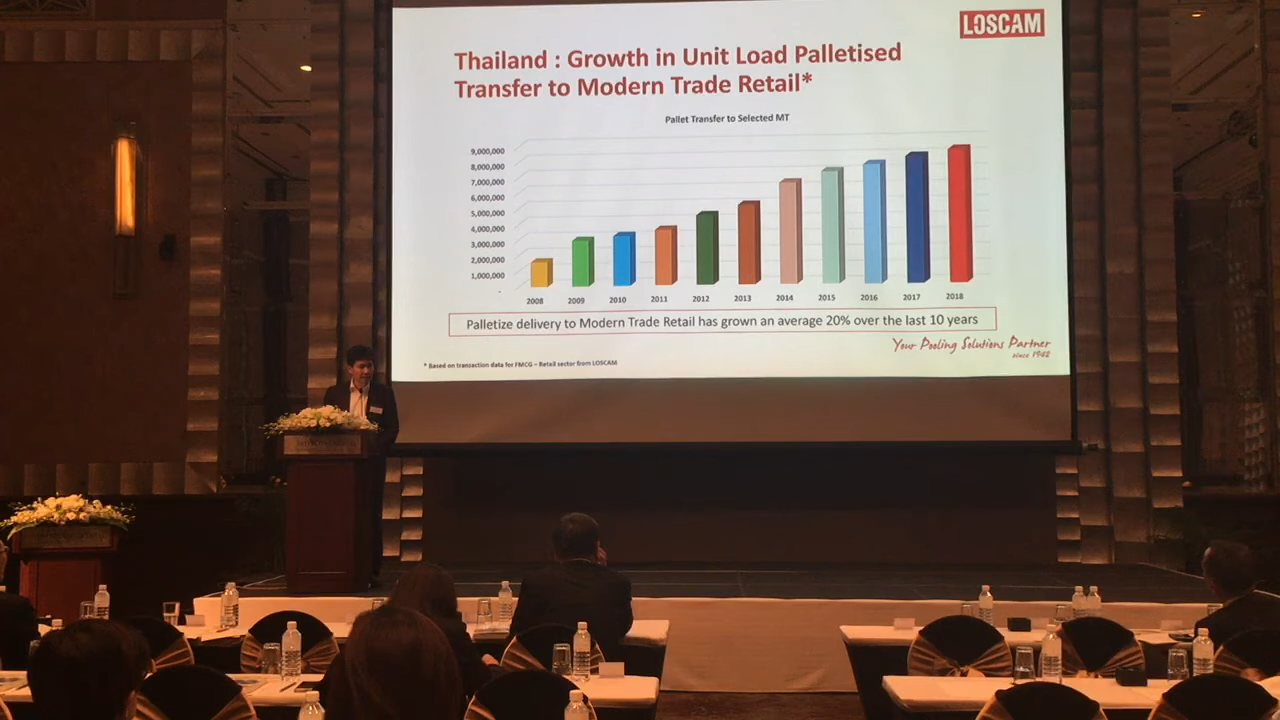 LOSCAM
Thailand : Growth in Unit Load Palletised
Transfer to Modern Trade Retail*
Pallet Transfer to Selected MT
9,000,000
8,000,000
7,000,000
6,000,000
5,000,000
4,000,000
3,000,000
2,000,000
1,000,000
-
2008 2009 2010 2011 2012 2013 2014 2015 2016 2017 2018
Palletize delivery to Modern Trade Retail has grown an average 20% over the last 10 years
Your Pooling Solutions Partner
since 1942
* Based on transaction data for FMCG – Retail sector from LOSCAM